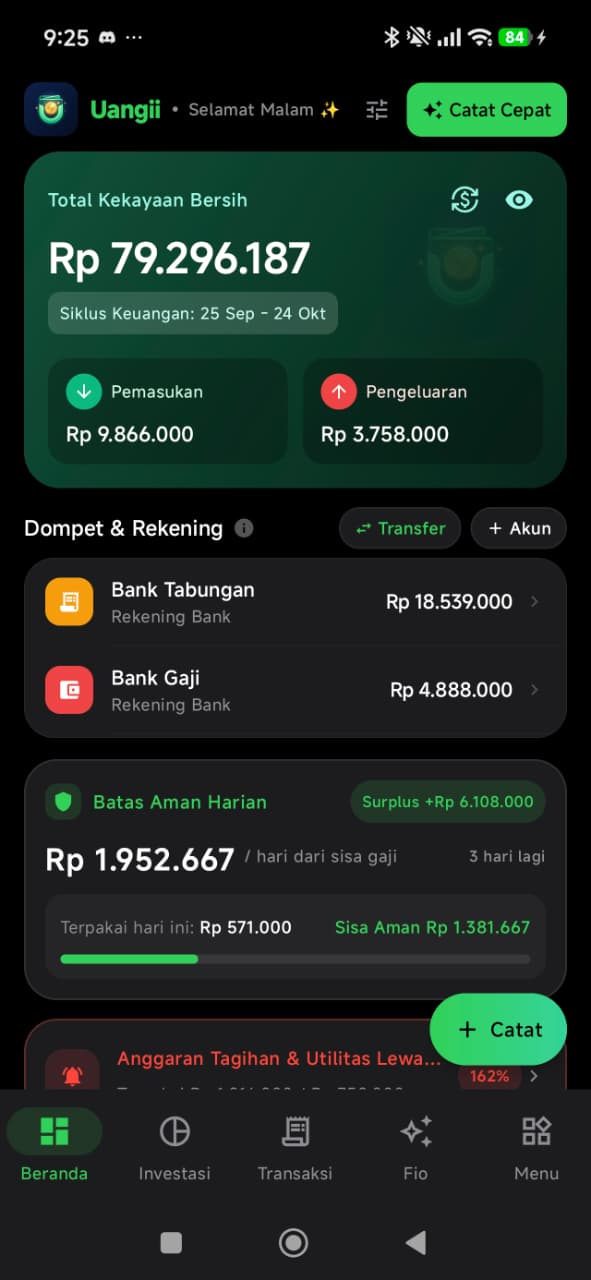 9:25
84
Uangii • Selamat Malam ✨
Catat Cepat
Total Kekayaan Bersih
Rp 79.296.187
Siklus Keuangan: 25 Sep - 24 Okt
Pemasukan
Rp 9.866.000
Pengeluaran
Rp 3.758.000
Dompet & Rekening
Transfer
+ Akun
Bank Tabungan
Rekening Bank
Rp 18.539.000
Bank Gaji
Rekening Bank
Rp 4.888.000
Batas Aman Harian
Surplus +Rp 6.108.000
Rp 1.952.667 / hari dari sisa gaji
3 hari lagi
Terpakai hari ini: Rp 571.000
Sisa Aman Rp 1.381.667
+ Catat
Anggaran Tagihan & Utilitas Lewa...
162%
Beranda
Investasi
Transaksi
Fio
Menu